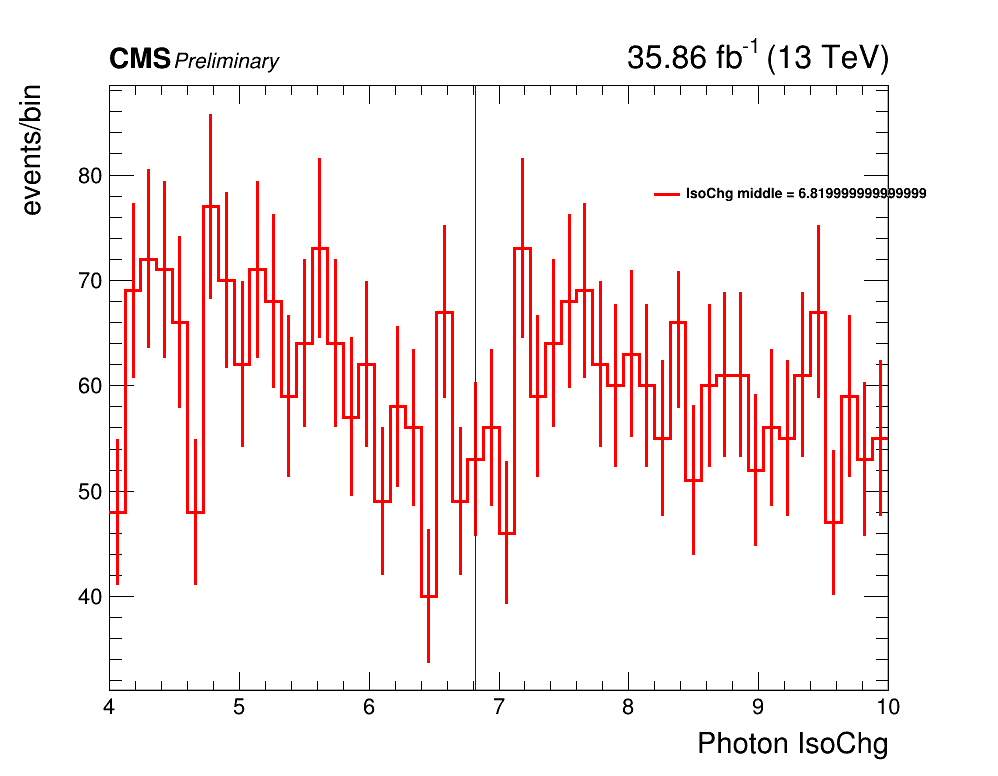 CMS Preliminary 35.86 fb⁻¹ (13 TeV)
events/bin
80
70
60
50
40
IsoChg middle = 6.819999999999999
4 5 6 7 8 9 10
Photon IsoChg